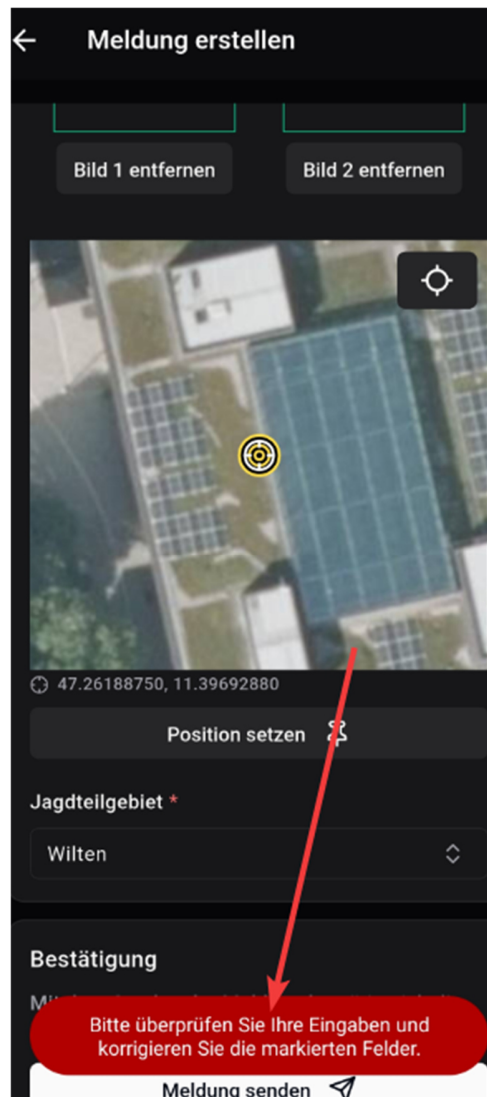 Meldung erstellen
Bild 1 entfernen
Bild 2 entfernen
47.26188750, 11.39692880
Position setzen
Jagdteilgebiet *
Wilten
Bestätigung
Bitte überprüfen Sie Ihre Eingaben und
korrigieren Sie die markierten Felder.
Meldung senden